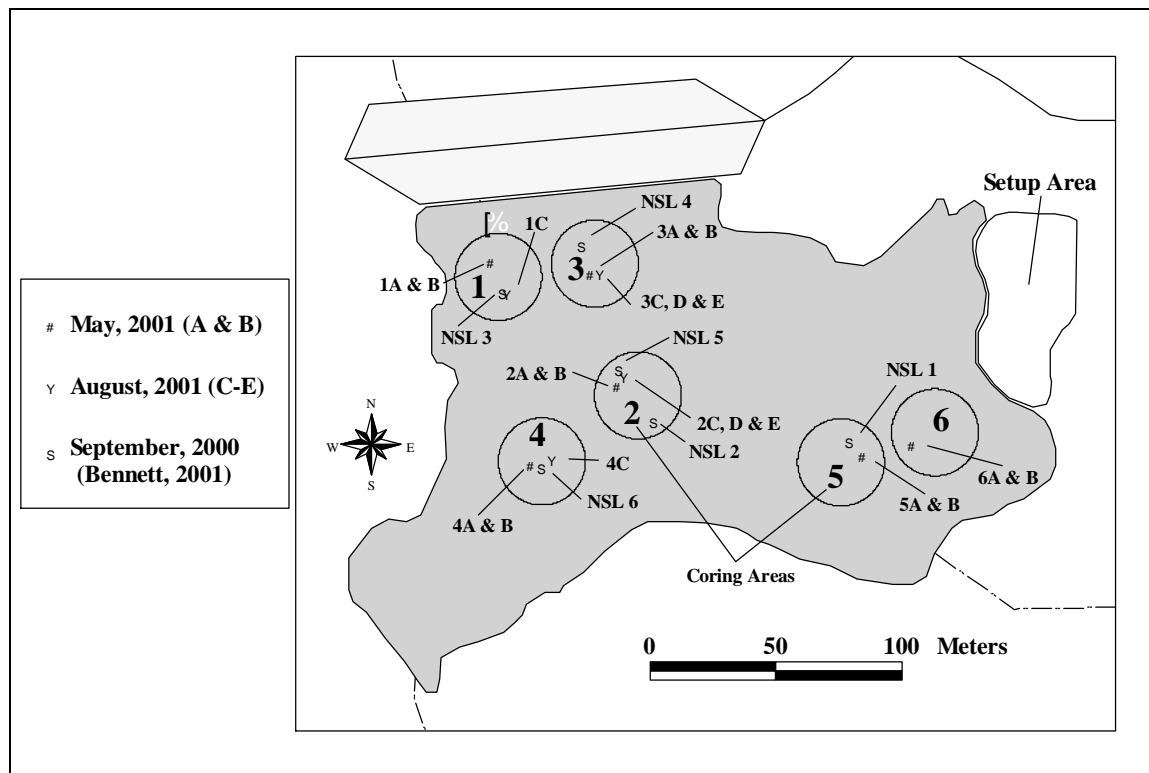 Setup Area
NSL 4
[%
1C
3A & B
3
1A & B
1
3C, D & E
NSL 3
NSL 5
# May, 2001 (A & B)
Y August, 2001 (C-E)
S September, 2000
(Bennett, 2001)
N
W E
S
2A & B
2
2C, D & E
NSL 2
NSL 1
6
4
4C
NSL 6
4A & B
5
6A & B
5A & B
Coring Areas
0 50 100 Meters
S
#
S
Y
#
Y
S
Y
#
S
#
S
Y
S
#
#